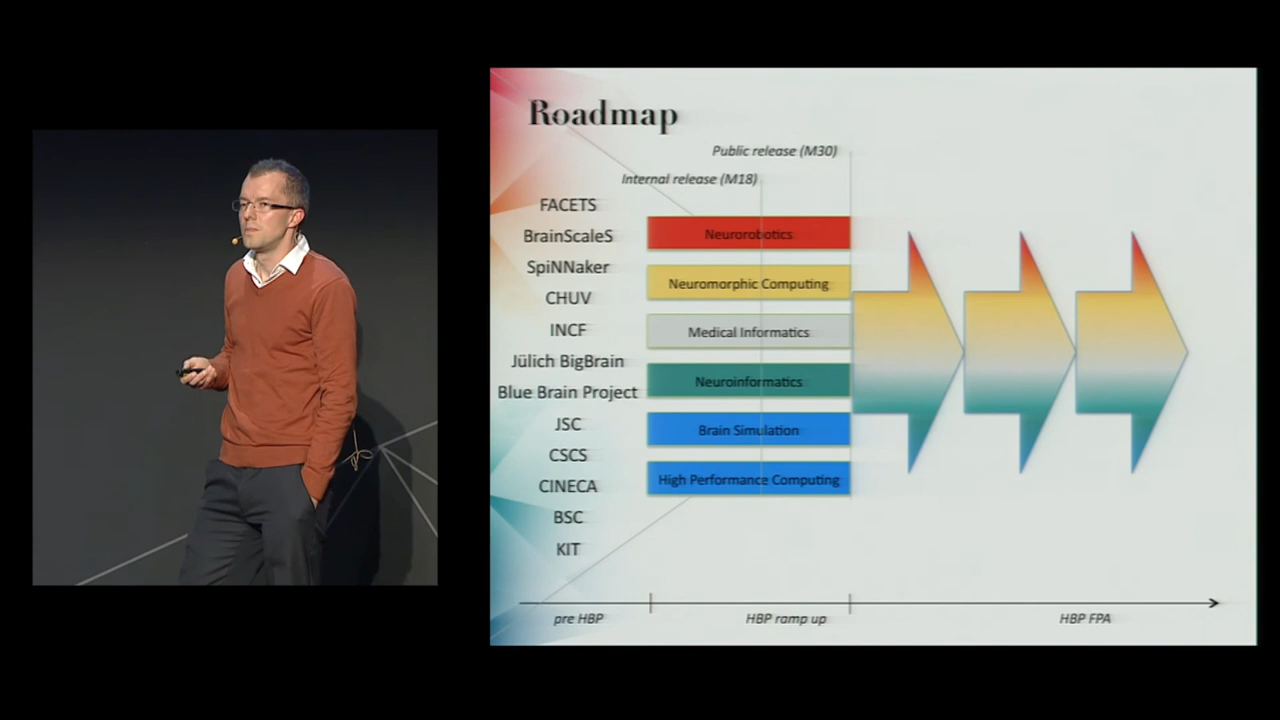 Roadmap
Public release (M30)
Internal release (M18)
FACETS
BrainScaleS
SpiNNaker
CHUV
INCF
Jülich BigBrain
Blue Brain Project
JSC
CSCS
CINECA
BSC
KIT
Neurorobotics
Neuromorphic Computing
Medical Informatics
Neuroinformatics
Brain Simulation
High Performance Computing
pre HBP
HBP ramp up
HBP FPA